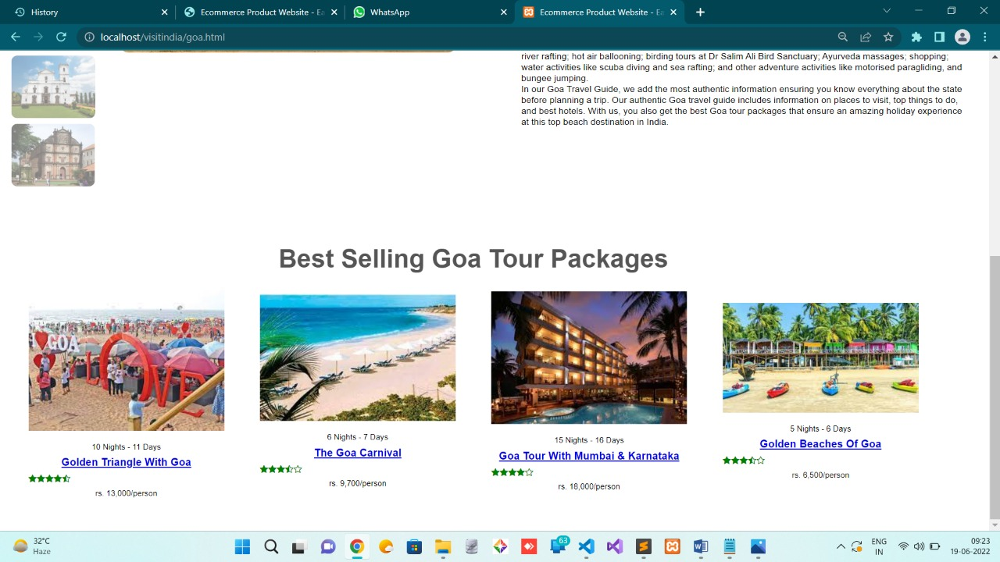 History
Ecommerce Product Website - Ea
WhatsApp
Ecommerce Product Website - Ea
localhost/visitindia/goa.html
river rafting; hot air ballooning; birding tours at Dr Salim Ali Bird Sanctuary; Ayurveda massages; shopping;
water activities like scuba diving and sea rafting; and other adventure activities like motorised paragliding, and
bungee jumping.
In our Goa Travel Guide, we add the most authentic information ensuring you know everything about the state
before planning a trip. Our authentic Goa travel guide includes information on places to visit, top things to do,
and best hotels. With us, you also get the best Goa tour packages that ensure an amazing holiday experience
at this top beach destination in India.
Best Selling Goa Tour Packages
GOA
10 Nights - 11 Days
Golden Triangle With Goa
rs. 13,000/person
6 Nights - 7 Days
The Goa Carnival
rs. 9,700/person
15 Nights - 16 Days
Goa Tour With Mumbai & Karnataka
rs. 18,000/person
5 Nights - 6 Days
Golden Beaches Of Goa
rs. 6,500/person
32°C
Haze
63
ENG
IN
09:23
19-06-2022